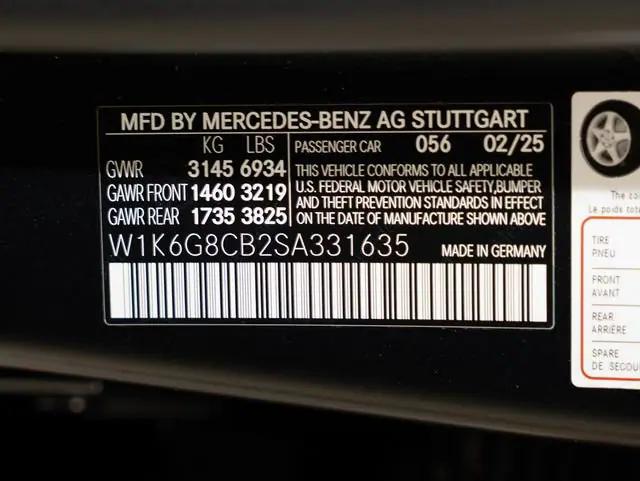 MFD BY MERCEDES-BENZ AG STUTTGART
KG LBS
GVWR 3145 6934
GAWR FRONT 1460 3219
GAWR REAR 1735 3825
PASSENGER CAR 056 02/25
THIS VEHICLE CONFORMS TO ALL APPLICABLE
U.S. FEDERAL MOTOR VEHICLE SAFETY,BUMPER
AND THEFT PREVENTION STANDARDS IN EFFECT
ON THE DATE OF MANUFACTURE SHOWN ABOVE
W1K6G8CB2SA331635
MADE IN GERMANY
Le poids
TIRE
PNEU
FRONT
AVANT
REAR
ARRIÈRE
SPARE
DE